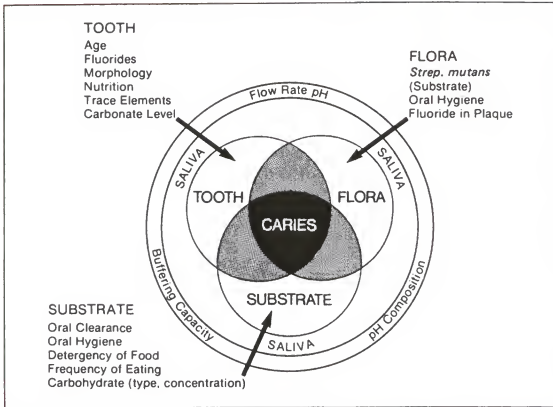 TOOTH
Age
Fluorides
Morphology
Nutrition
Trace Elements
Carbonate Level
FLORA
Strep. mutans
(Substrate)
Oral Hygiene
Fluoride in Plaque
Flow Rate pH
SALIVA
SALIVA
TOOTH
FLORA
CARIES
SUBSTRATE
SALIVA
Buffering Capacity
pH Composition
SUBSTRATE
Oral Clearance
Oral Hygiene
Detergency of Food
Frequency of Eating
Carbohydrate (type, concentration)